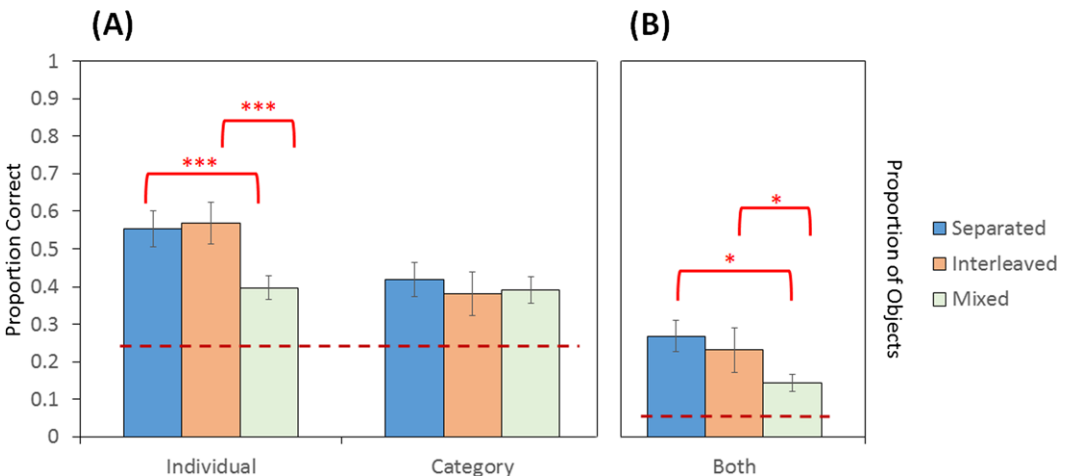 (A)
(B)
Proportion Correct
1
0.9
0.8
0.7
0.6
0.5
0.4
0.3
0.2
0.1
0
***
***
*
*
Individual
Category
Both
Proportion of Objects
Separated
Interleaved
Mixed